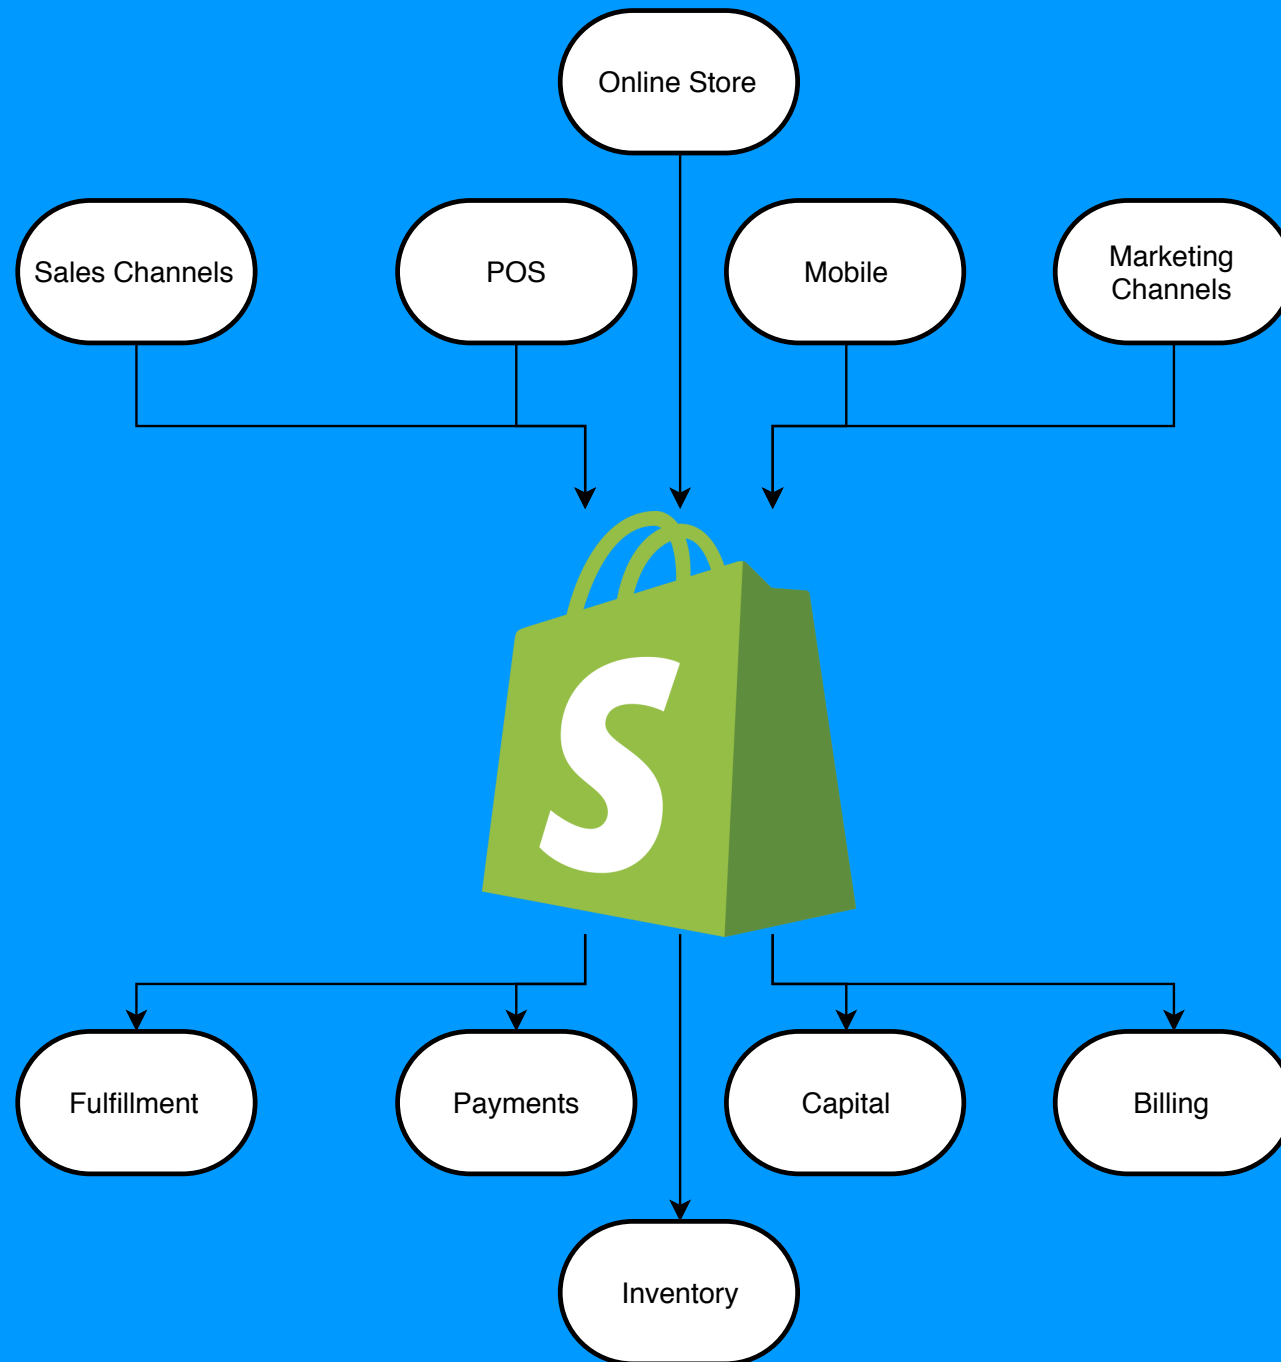 Online Store
Sales Channels
POS
Mobile
Marketing
Channels
S
Fulfillment
Payments
Capital
Billing
Inventory